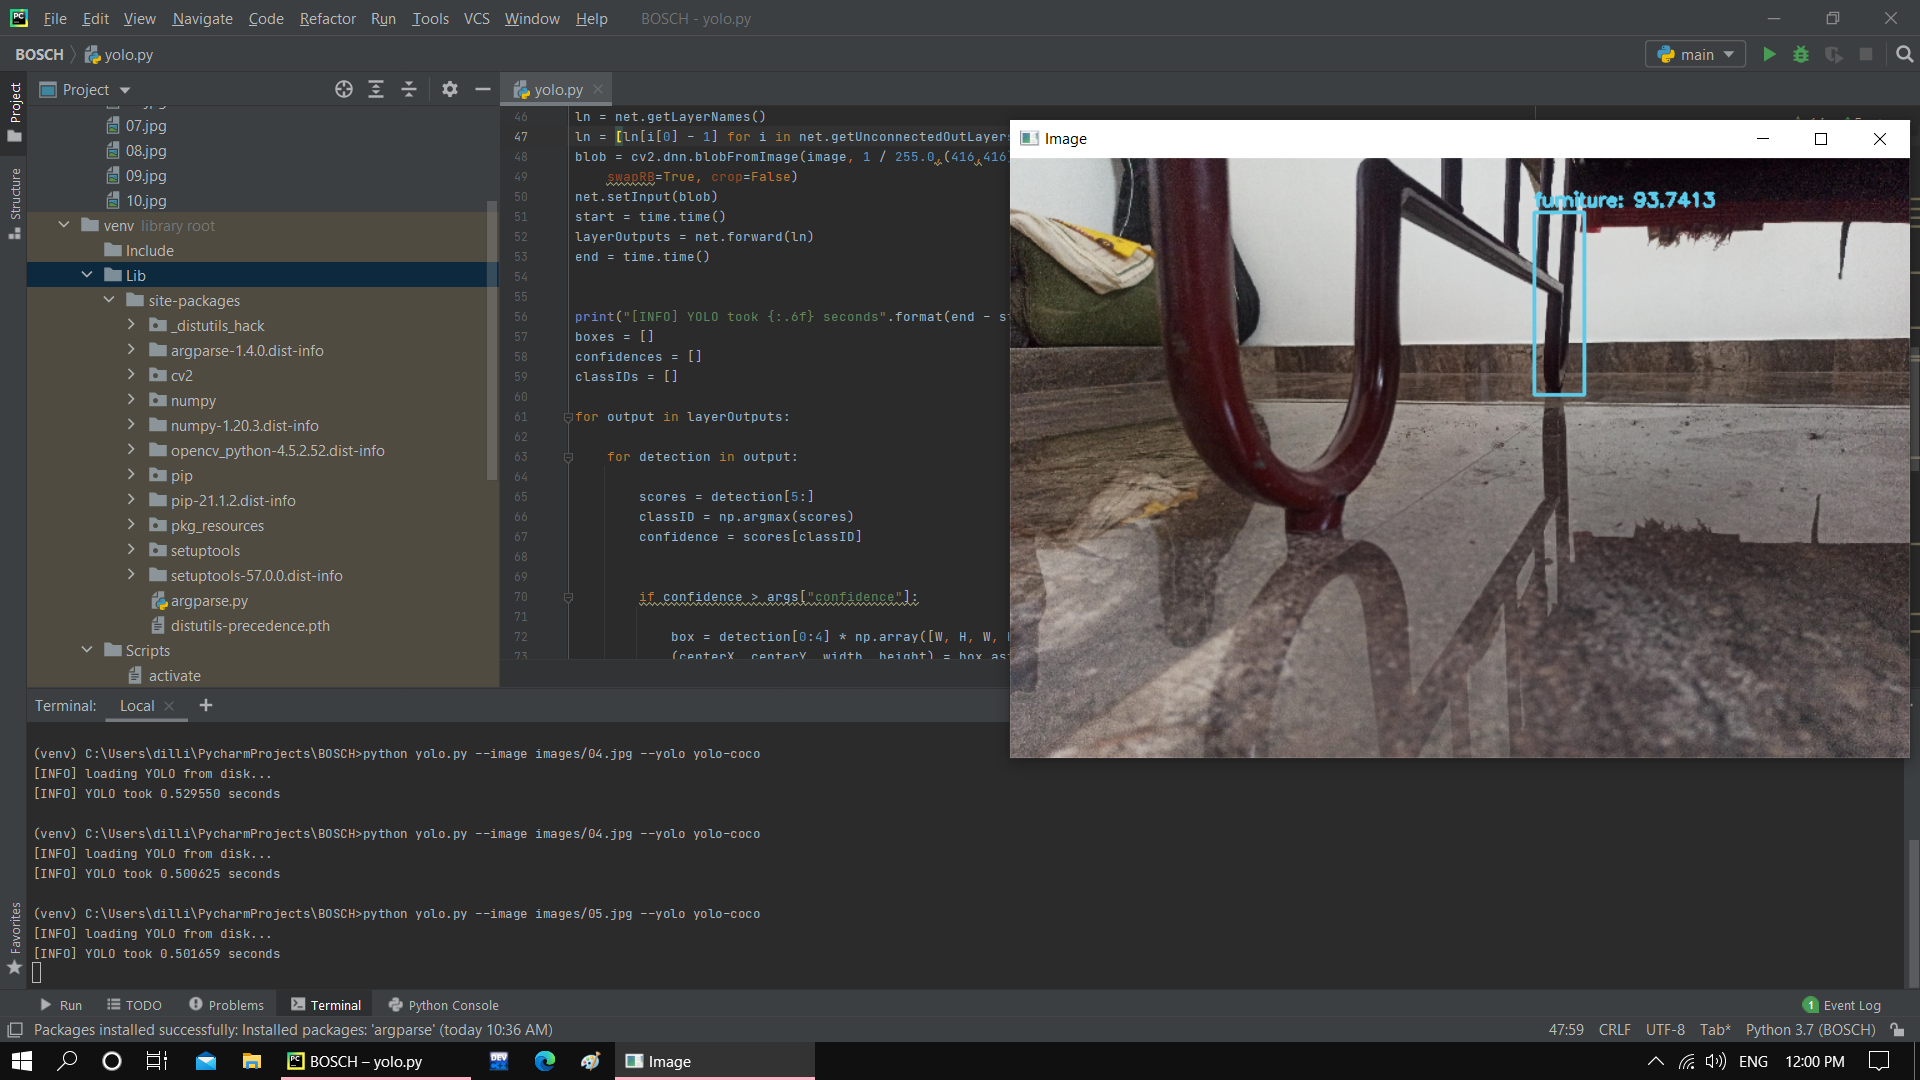 File Edit View Navigate Code Refactor Run Tools VCS Window Help BOSCH - yolo.py
BOSCH yolo.py main
Project
Project
Structure
Favorites
07.jpg
08.jpg
09.jpg
10.jpg
venv library root
Include
Lib
site-packages
_distutils_hack
argparse-1.4.0.dist-info
cv2
numpy
numpy-1.20.3.dist-info
opencv_python-4.5.2.52.dist-info
pip
pip-21.1.2.dist-info
pkg_resources
setuptools
setuptools-57.0.0.dist-info
argparse.py
distutils-precedence.pth
Scripts
activate
yolo.py
46 ln = net.getLayerNames()
47 ln = [ln[i[0] - 1] for i in net.getUnconnectedOutLayers
48 blob = cv2.dnn.blobFromImage(image, 1 / 255.0,(416,416
49 swapRB=True, crop=False)
50 net.setInput(blob)
51 start = time.time()
52 layerOutputs = net.forward(ln)
53 end = time.time()
54
55
56 print("[INFO] YOLO took {:.6f} seconds".format(end - s
57 boxes = []
58 confidences = []
59 classIDs = []
60
61 for output in layerOutputs:
62
63 for detection in output:
64
65 scores = detection[5:]
66 classID = np.argmax(scores)
67 confidence = scores[classID]
68
69
70 if confidence > args["confidence"]:
71
72 box = detection[0:4] * np.array([W, H, W,
73 (centerX, centerY, width, height) = box.as
Image
furniture: 93.7413
Terminal: Local
(venv) C:\Users\dilli\PycharmProjects\BOSCH>python yolo.py --image images/04.jpg --yolo yolo-coco
[INFO] loading YOLO from disk...
[INFO] YOLO took 0.529550 seconds
(venv) C:\Users\dilli\PycharmProjects\BOSCH>python yolo.py --image images/04.jpg --yolo yolo-coco
[INFO] loading YOLO from disk...
[INFO] YOLO took 0.500625 seconds
(venv) C:\Users\dilli\PycharmProjects\BOSCH>python yolo.py --image images/05.jpg --yolo yolo-coco
[INFO] loading YOLO from disk...
[INFO] YOLO took 0.501659 seconds
Run TODO Problems Terminal Python Console 1 Event Log
Packages installed successfully: Installed packages: 'argparse' (today 10:36 AM) 47:59 CRLF UTF-8 Tab* Python 3.7 (BOSCH)
BOSCH – yolo.py DEV Image ENG 12:00 PM